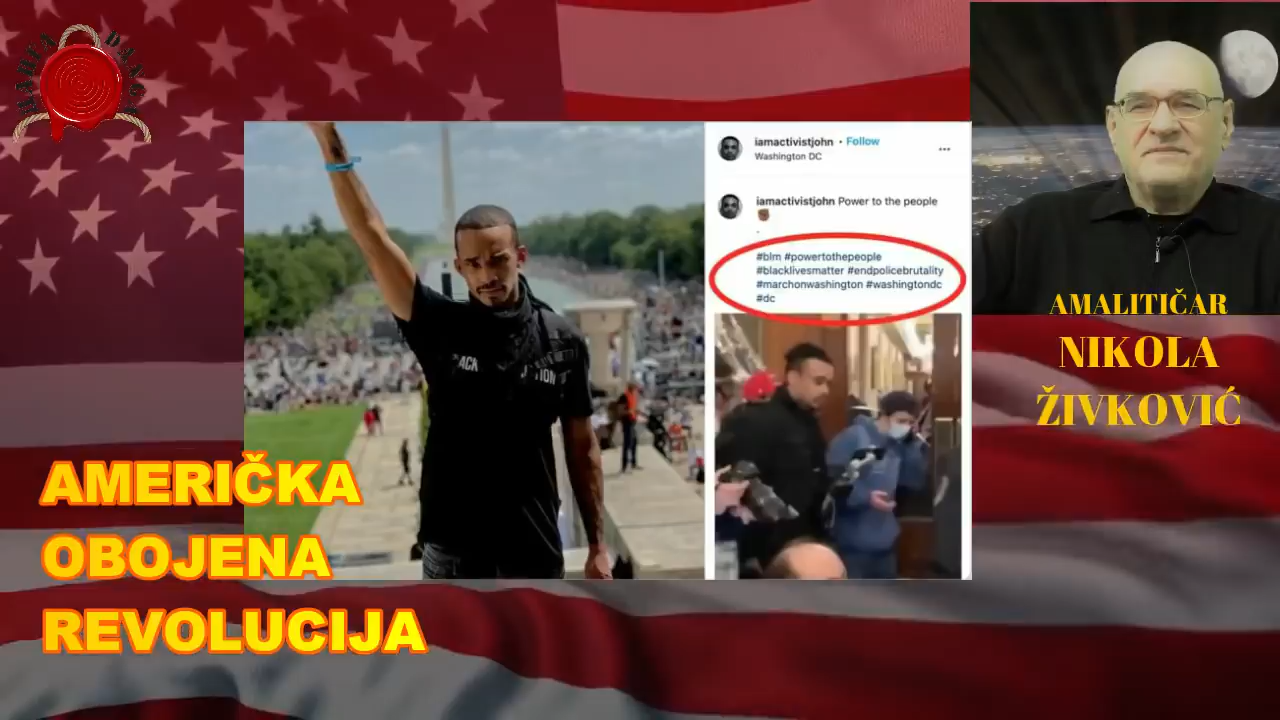 iamactivistjohn • Follow
Washington DC
iamactivistjohn Power to the people
#blm #powertothepeople
#blacklivesmatter #endpolicebrutality
#marchonwashington #washingtondc
#dc
AMALITIČAR
NIKOLA
ŽIVKOVIĆ
AMERIČKA
OBOJENA
REVOLUCIJA